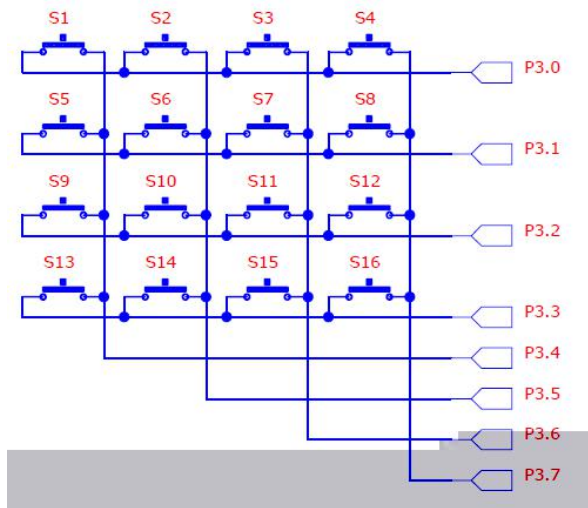 S1 S2 S3 S4
P3.0
S5 S6 S7 S8
P3.1
S9 S10 S11 S12
P3.2
S13 S14 S15 S16
P3.3
P3.4
P3.5
P3.6
P3.7